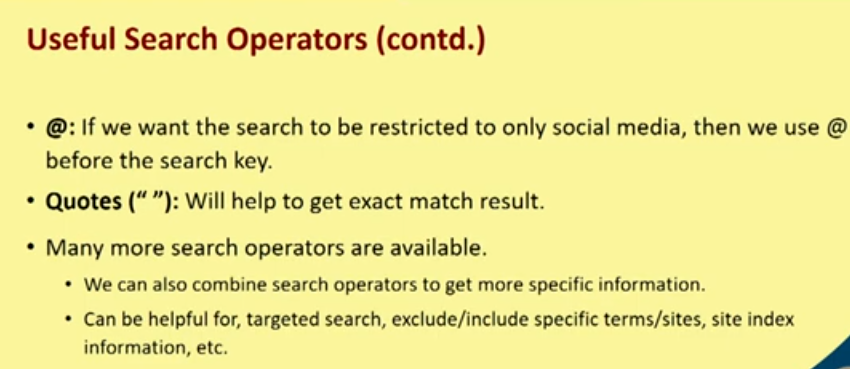 Useful Search Operators (contd.)
• @: If we want the search to be restricted to only social media, then we use @
before the search key.
• Quotes (“ ”): Will help to get exact match result.
• Many more search operators are available.
• We can also combine search operators to get more specific information.
• Can be helpful for, targeted search, exclude/include specific terms/sites, site index
information, etc.